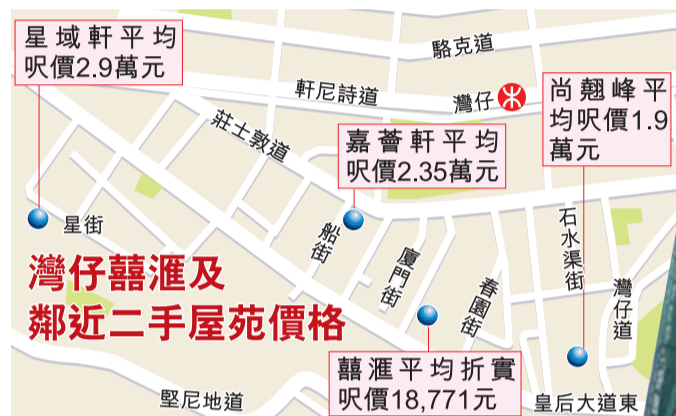 星域軒平均
呎價2.9萬元
駱克道
軒尼詩道
灣仔
尚翹峰平
均呎價1.9
萬元
莊士敦道
嘉薈軒平均
呎價2.35萬元
星街
船街
廈門街
春園街
石水渠街
灣仔道
灣仔囍滙及
鄰近二手屋苑價格
囍滙平均折實
呎價18,771元
堅尼地道
皇后大道東